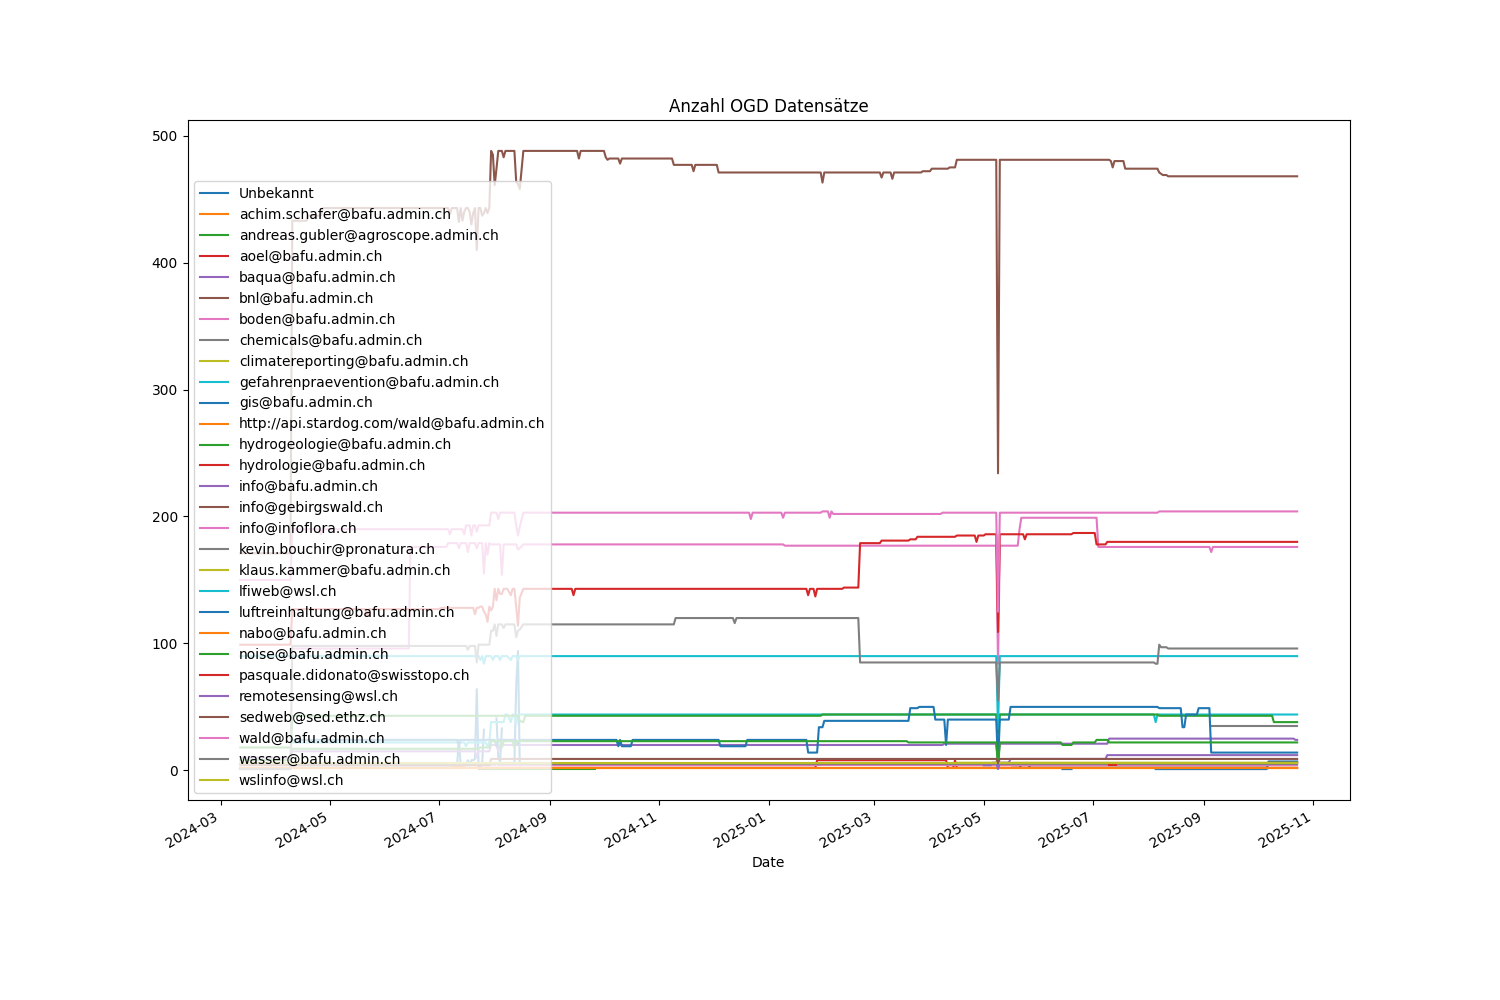 Anzahl OGD Datensätze
500
400
300
200
100
0
Unbekannt
achim.schafer@bafu.admin.ch
andreas.gubler@agroscope.admin.ch
aoel@bafu.admin.ch
baqua@bafu.admin.ch
bnl@bafu.admin.ch
boden@bafu.admin.ch
chemicals@bafu.admin.ch
climatereporting@bafu.admin.ch
gefahrenpraevention@bafu.admin.ch
gis@bafu.admin.ch
http://api.stardog.com/wald@bafu.admin.ch
hydrogeologie@bafu.admin.ch
hydrologie@bafu.admin.ch
info@bafu.admin.ch
info@gebirgswald.ch
info@infoflora.ch
kevin.bouchir@pronatura.ch
klaus.kammer@bafu.admin.ch
lfiweb@wsl.ch
luftreinhaltung@bafu.admin.ch
nabo@bafu.admin.ch
noise@bafu.admin.ch
pasquale.didonato@swisstopo.ch
remotesensing@wsl.ch
sedweb@sed.ethz.ch
wald@bafu.admin.ch
wasser@bafu.admin.ch
wslinfo@wsl.ch
2024-03
2024-05
2024-07
2024-09
2024-11
2025-01
2025-03
2025-05
2025-07
2025-09
2025-11
Date